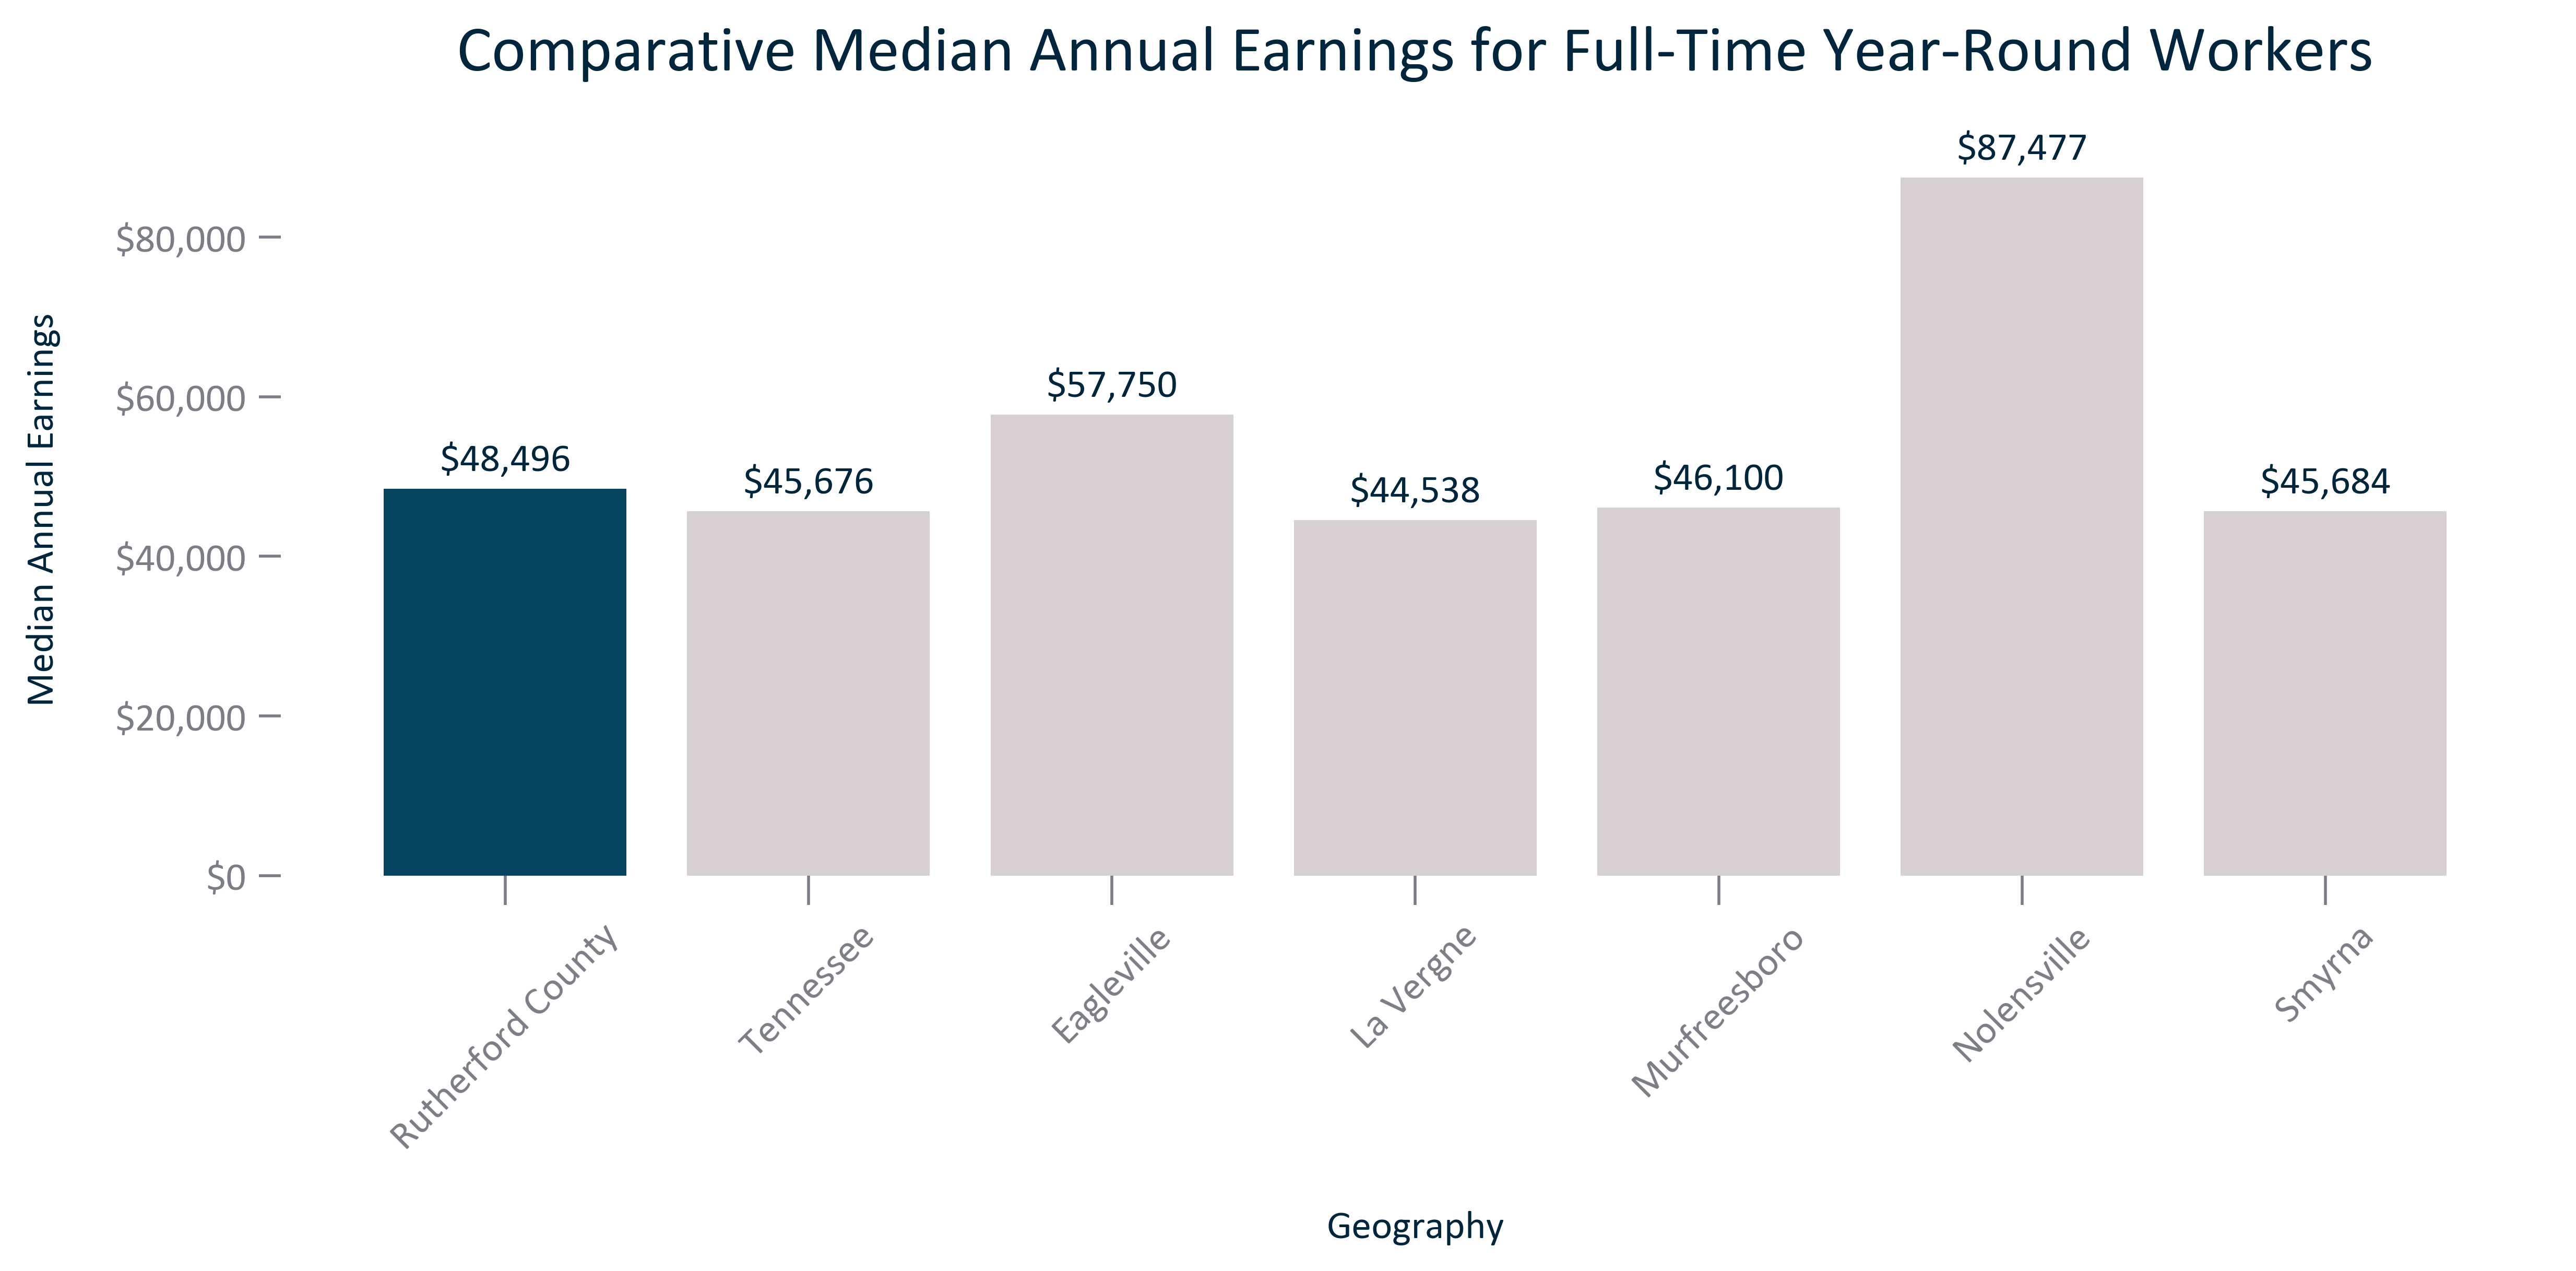 Comparative Median Annual Earnings for Full-Time Year-Round Workers
Median Annual Earnings
$80,000
$60,000
$40,000
$20,000
$0
$48,496
$45,676
$57,750
$44,538
$46,100
$87,477
$45,684
Rutherford County
Tennessee
Eagleville
La Vergne
Murfreesboro
Nolensville
Smyrna
Geography